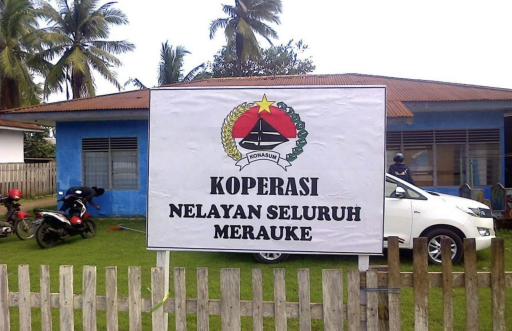 KONASUM
KOPERASI
NELAYAN SELURUH
MERAUKE